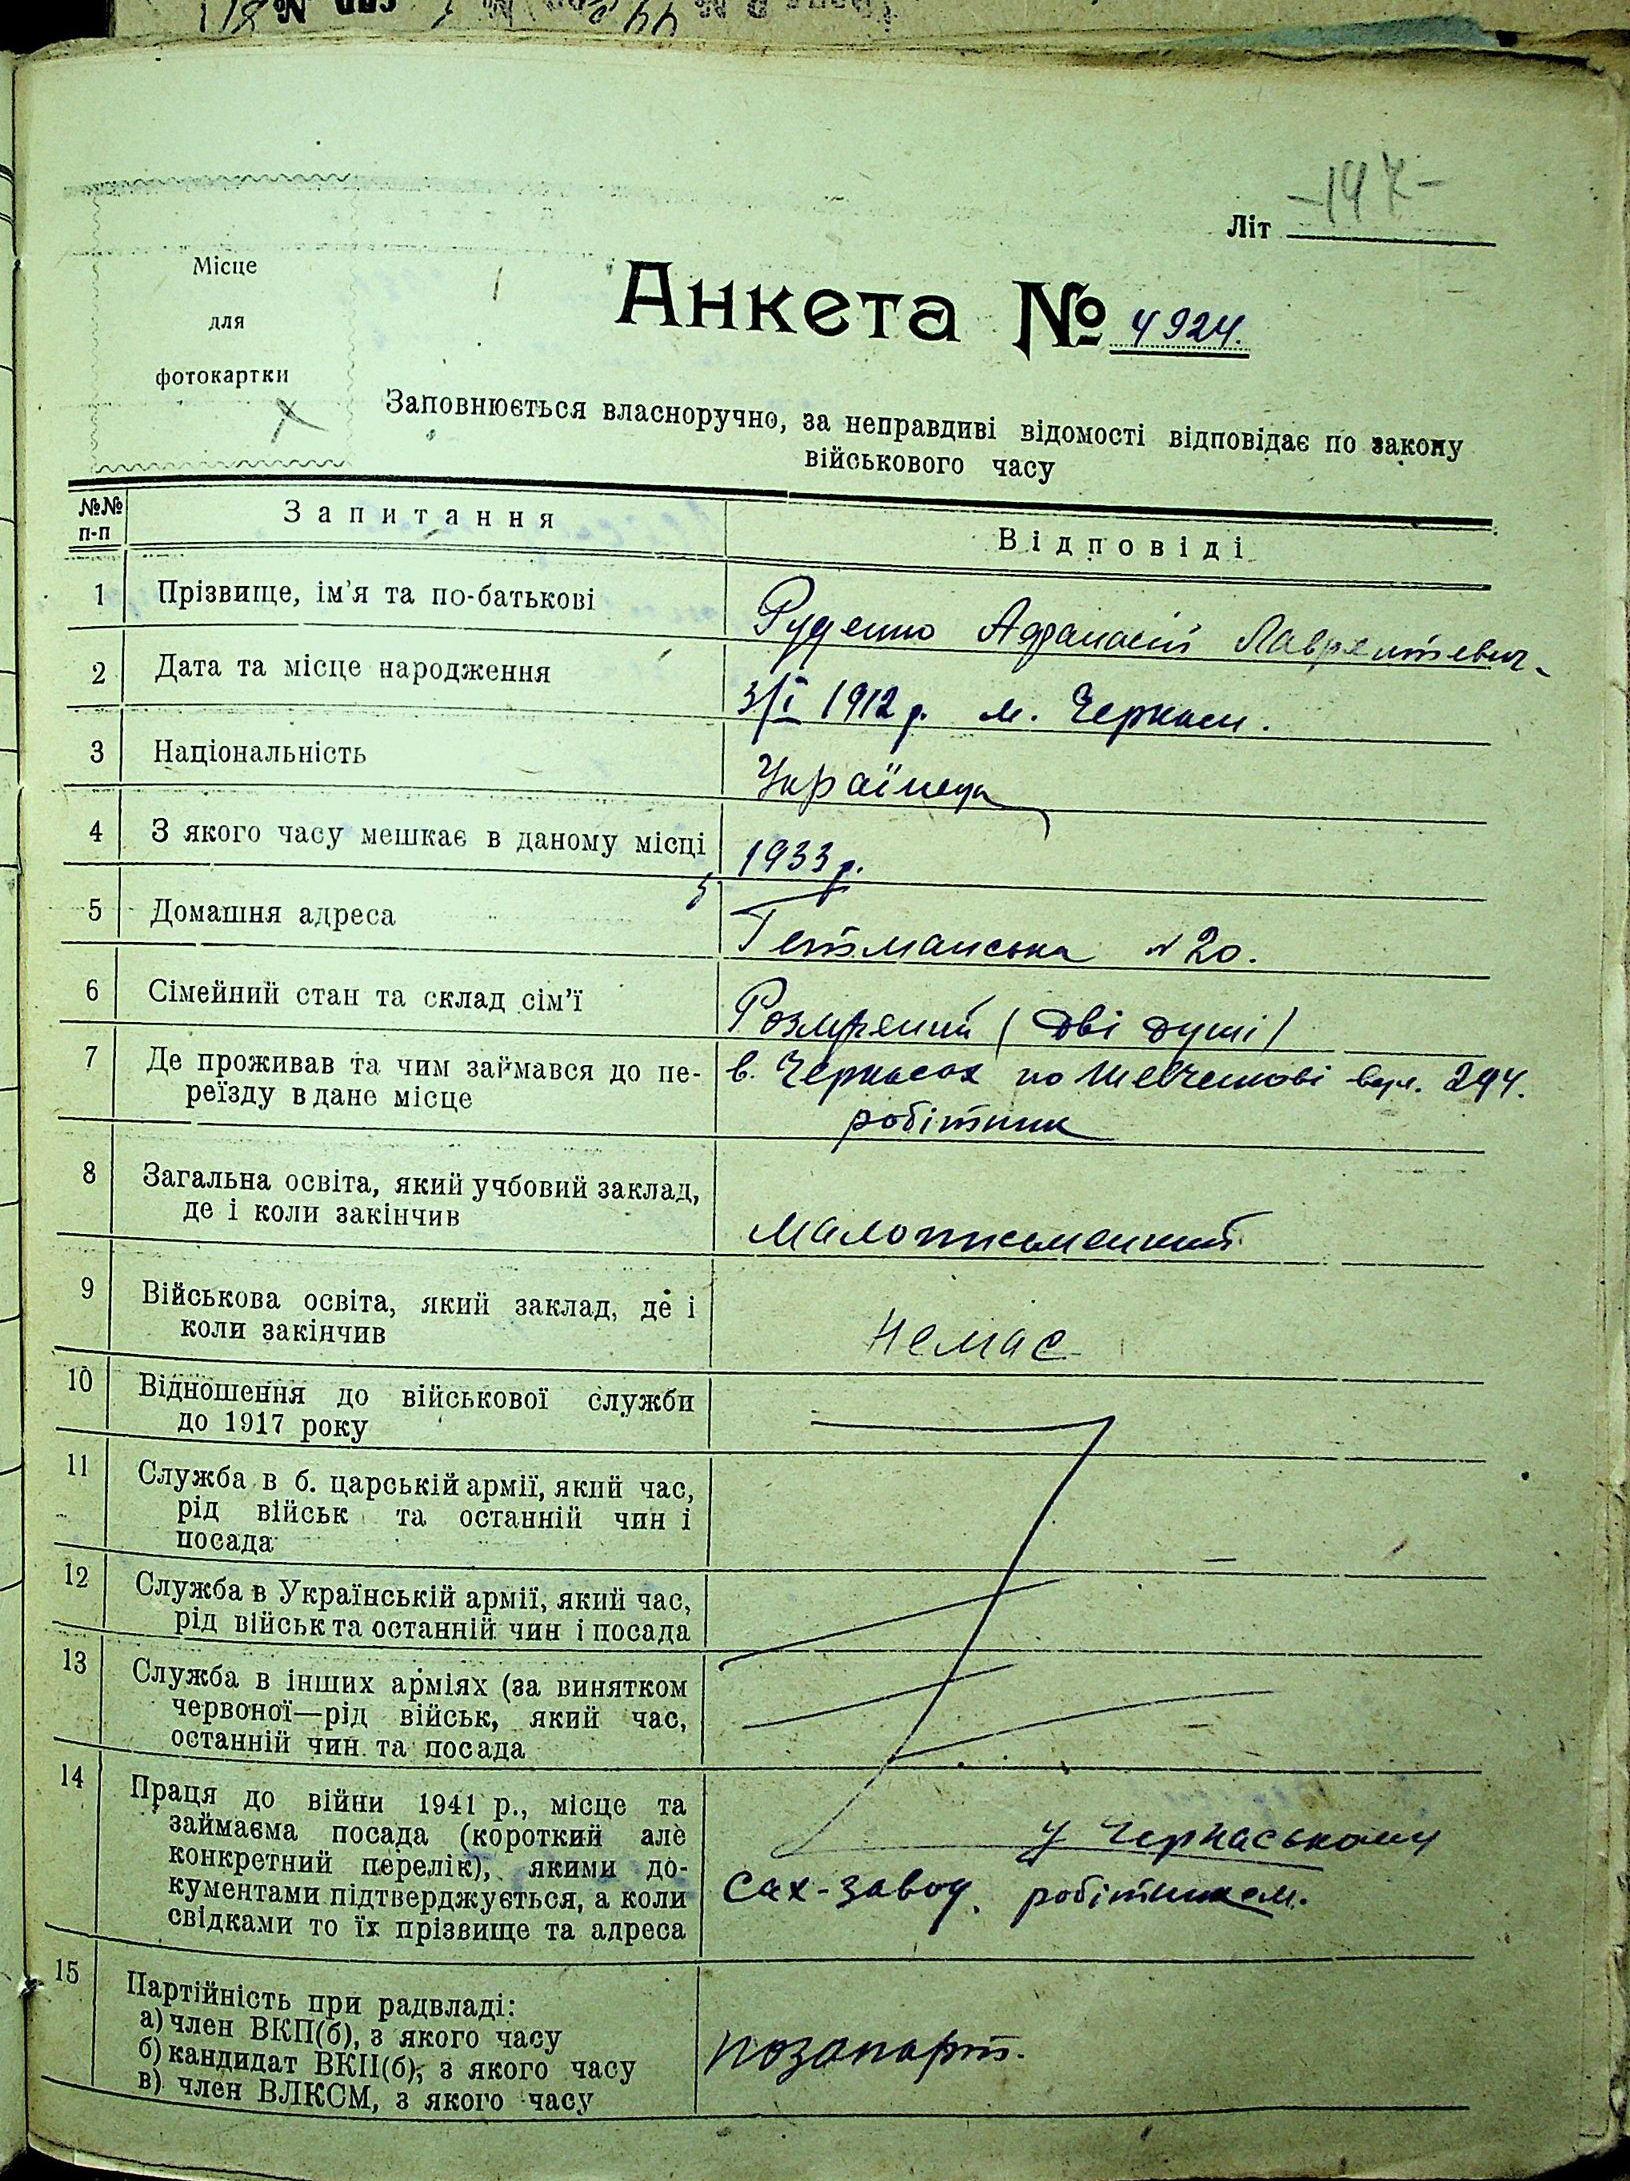 -147-
Літ
Місце
для
фотокартки
Анкета № 4924.
Заповнюється власноручно, за неправдиві відомості відповідає по закону
військового часу
№№ п-п
Запитання
Відповіді
1 Прізвище, ім'я та по-батькові
Руденко Афанасій Лаврентьевич
2 Дата та місце народження
3/I 1912 р. м. Черкаси.
3 Національність
Українець
4 З якого часу мешкає в даному місці
1933 р.
5 Домашня адреса
Гетьманська № 20.
6 Сімейний стан та склад сім'ї
(Дві душі)
7 Де проживав та чим займався до пе-
реїзду в дане місце
в. Черкасах по Шевченкові вул. 294.
робітник
8 Загальна освіта, який учбовий заклад,
де і коли закінчив
малописьменний
9 Військова освіта, який заклад, де і
коли закінчив
Немає
10 Відношення до військової служби
до 1917 року
11 Служба в б. царській армії, який час,
рід військ та останній чин і
посада
12 Служба в Українській армії, який час,
рід військ та останній чин і посада
13 Служба в інших арміях (за винятком
червоної—рід військ, який час,
останній чин та посада
14 Праця до війни 1941 р., місце та
займаєма посада (короткий але
конкретний перелік), якими до-
кументами підтверджується, а коли
свідками то їх прізвище та адреса
У Черкаському
Сах-завод. робітником.
15 Партійність при радвладі:
а) член ВКП(б), з якого часу
б) кандидат ВКП(б), з якого часу
в) член ВЛКСМ, з якого часу
позапарт.